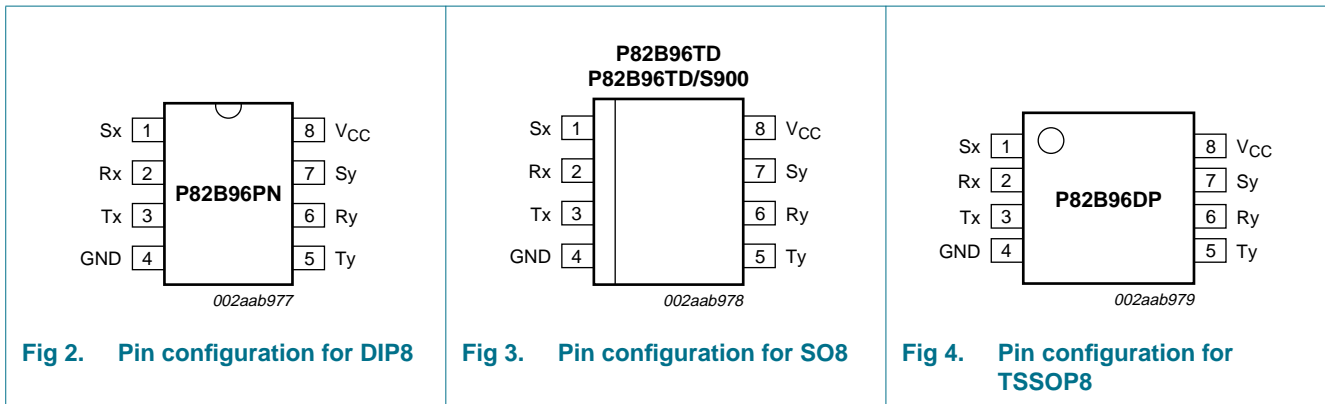 Sx 1
8 VCC
Rx 2
7 Sy
P82B96PN
Tx 3
6 Ry
GND 4
5 Ty
002aab977
Fig 2. Pin configuration for DIP8
P82B96TD
P82B96TD/S900
Sx 1
8 VCC
Rx 2
7 Sy
Tx 3
6 Ry
GND 4
5 Ty
002aab978
Fig 3. Pin configuration for SO8
Sx 1
8 VCC
Rx 2
7 Sy
P82B96DP
Tx 3
6 Ry
GND 4
5 Ty
002aab979
Fig 4. Pin configuration for
TSSOP8